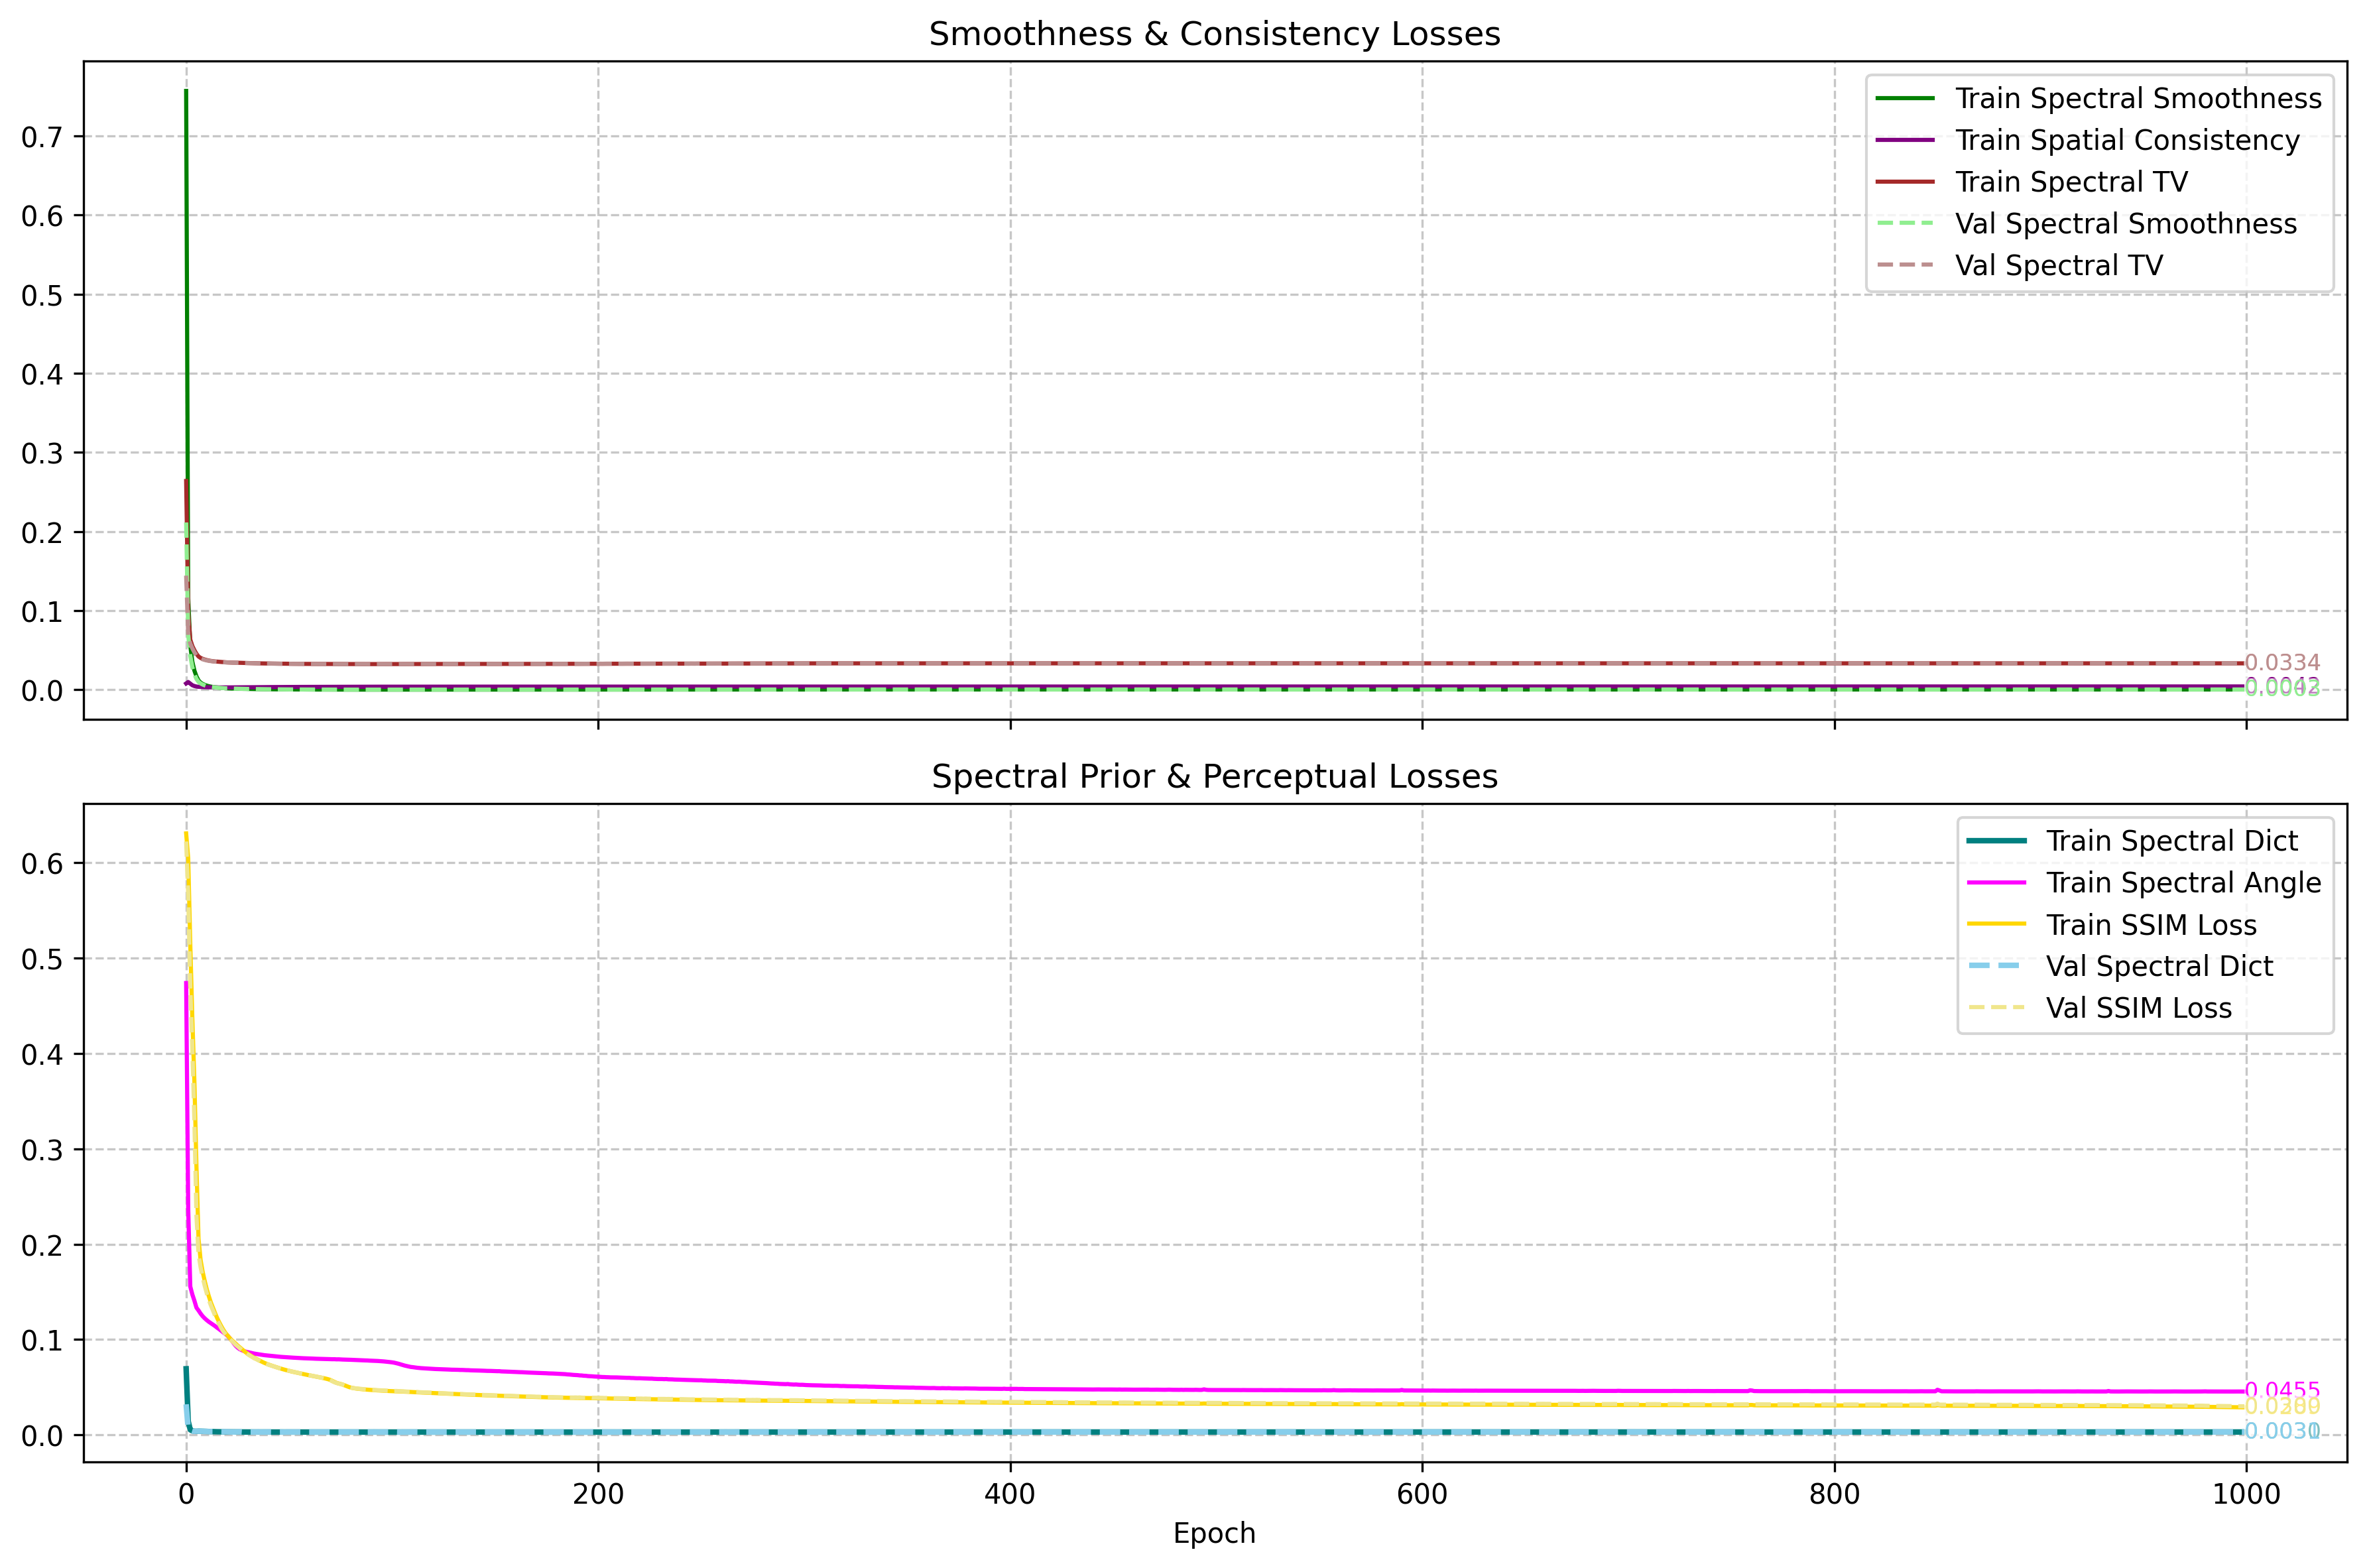 Smoothness & Consistency Losses
0.7
0.6
0.5
0.4
0.3
0.2
0.1
0.0
Train Spectral Smoothness
Train Spatial Consistency
Train Spectral TV
Val Spectral Smoothness
Val Spectral TV
0.0334
Spectral Prior & Perceptual Losses
0.6
0.5
0.4
0.3
0.2
0.1
0.0
Train Spectral Dict
Train Spectral Angle
Train SSIM Loss
Val Spectral Dict
Val SSIM Loss
0.0455
0 200 400 600 800 1000
Epoch